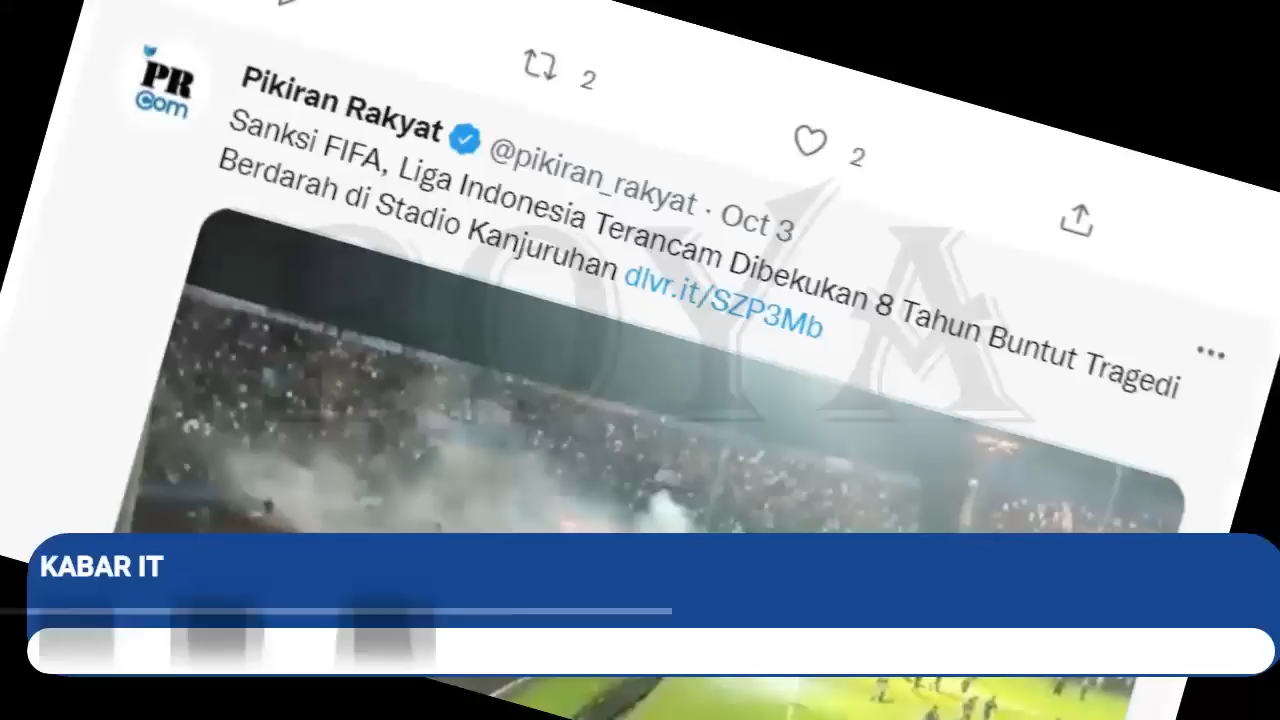 2
2
PR
Com
Pikiran Rakyat @pikiran_rakyat · Oct 3
Sanksi FIFA, Liga Indonesia Terancam Dibekukan 8 Tahun Buntut Tragedi
Berdarah di Stadio Kanjuruhan dlvr.it/SZP3Mb
KABAR IT